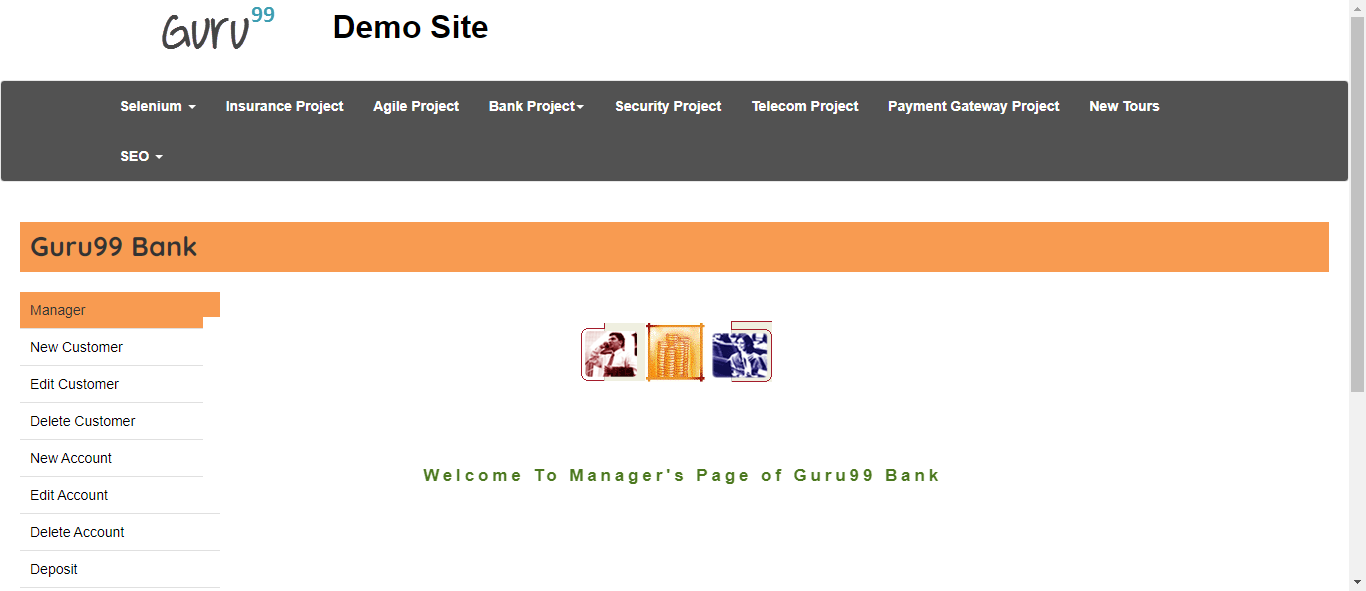 Guru99 Demo Site
Selenium Insurance Project Agile Project Bank Project Security Project Telecom Project Payment Gateway Project New Tours
SEO
Guru99 Bank
Manager
New Customer
Edit Customer
Delete Customer
New Account
Edit Account
Delete Account
Deposit
Welcome To Manager's Page of Guru99 Bank